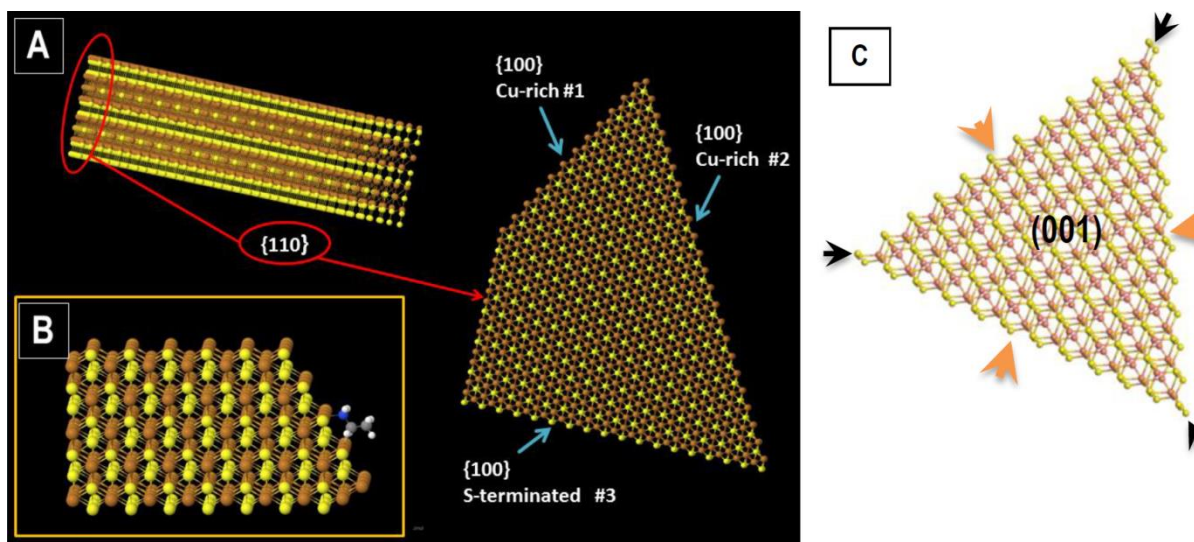 A
{100}
Cu-rich #1
{100}
Cu-rich #2
{110}
B
{100}
S-terminated #3
C
(001)